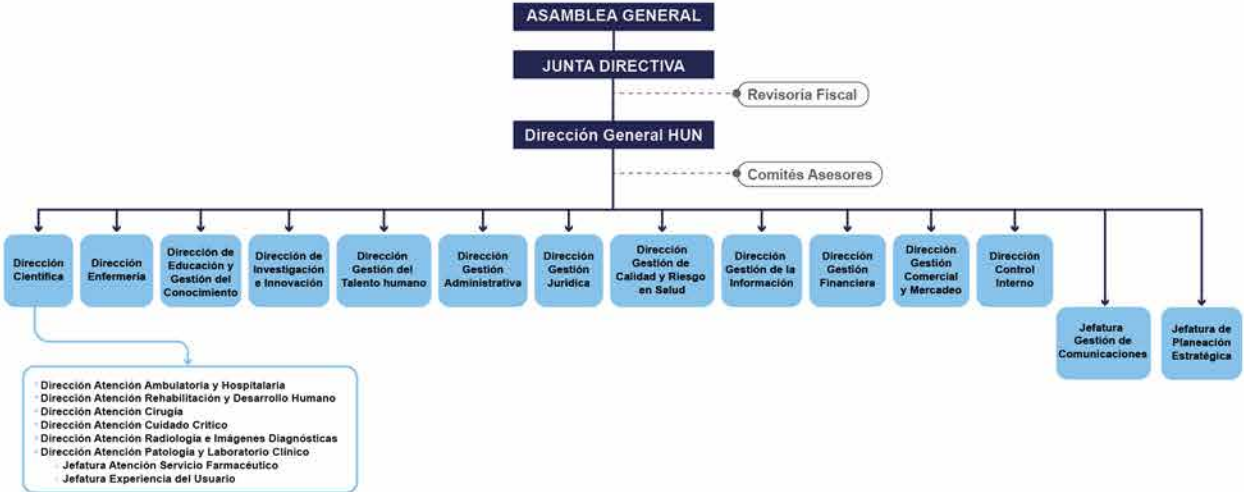 ASAMBLEA GENERAL
JUNTA DIRECTIVA
Revisoría Fiscal
Dirección General HUN
Comités Asesores
Dirección
Científica
Dirección
Enfermería
Dirección de
Educación y
Gestión del
Conocimiento
Dirección de
Investigación
e Innovación
Dirección
Gestión del
Talento humano
Dirección
Gestión
Administrativa
Dirección
Gestión
Jurídica
Dirección
Gestión de
Calidad y Riesgo
en Salud
Dirección
Gestión de la
Información
Dirección
Gestión
Financiera
Dirección
Gestión
Comercial
y Mercadeo
Dirección
Control
Interno
Jefatura
Gestión de
Comunicaciones
Jefatura de
Planeación
Estratégica
Dirección Atención Ambulatoria y Hospitalaria
Dirección Atención Rehabilitación y Desarrollo Humano
Dirección Atención Cirugía
Dirección Atención Cuidado Crítico
Dirección Atención Radiología e Imágenes Diagnósticas
Dirección Atención Patología y Laboratorio Clínico
Jefatura Atención Servicio Farmacéutico
Jefatura Experiencia del Usuario